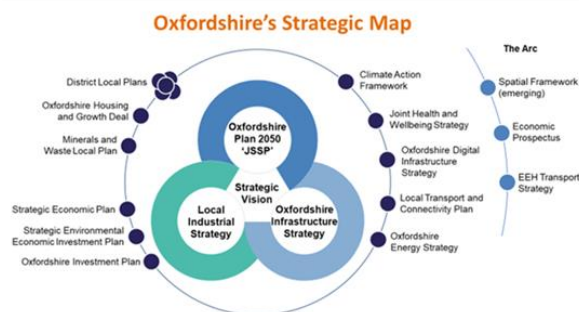 Oxfordshire's Strategic Map
The Arc
District Local Plans
Oxfordshire Housing
and Growth Deal
Minerals and
Waste Local Plan
Strategic Economic Plan
Strategic Environmental
Economic Investment Plan
Oxfordshire Investment Plan
Oxfordshire
Plan 2050
'JSSP'
Strategic
Vision
Local
Industrial
Strategy
Oxfordshire
Infrastructure
Strategy
Climate Action
Framework
Joint Health and
Wellbeing Strategy
Oxfordshire Digital
Infrastructure
Strategy
Local Transport and
Connectivity Plan
Oxfordshire
Energy Strategy
Spatial Framework
(emerging)
Economic
Prospectus
EEH Transport
Strategy